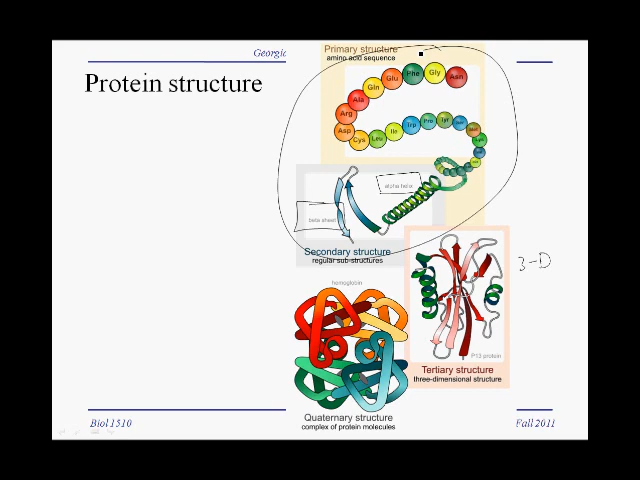 Georgia
Protein structure
Primary structure
amino acid sequence
Asn
Gly
Phe
Glu
Gln
Ala
Arg
Asp
Cys
Leu
Ile
Trp
Pro
Tyr
alpha helix
beta sheet
Secondary structure
regular sub-structures
3-D
hemoglobin
P13 protein
Tertiary structure
three-dimensional structure
Quaternary structure
complex of protein molecules
Biol 1510
Fall 2011